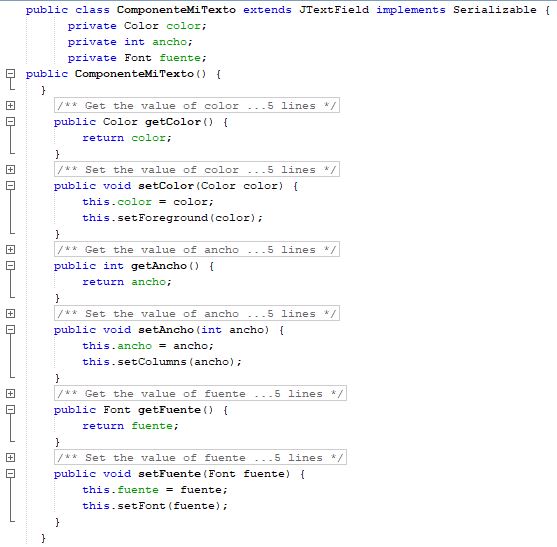 public class ComponenteMiTexto extends JTextField implements Serializable {
private Color color;
private int ancho;
private Font fuente;
public ComponenteMiTexto() {
}
/** Get the value of color ...5 lines */
public Color getColor() {
return color;
}
/** Set the value of color ...5 lines */
public void setColor(Color color) {
this.color = color;
this.setForeground(color);
}
/** Get the value of ancho ...5 lines */
public int getAncho() {
return ancho;
}
/** Set the value of ancho ...5 lines */
public void setAncho(int ancho) {
this.ancho = ancho;
this.setColumns(ancho);
}
/** Get the value of fuente ...5 lines */
public Font getFuente() {
return fuente;
}
/** Set the value of fuente ...5 lines */
public void setFuente(Font fuente) {
this.fuente = fuente;
this.setFont(fuente);
}
}